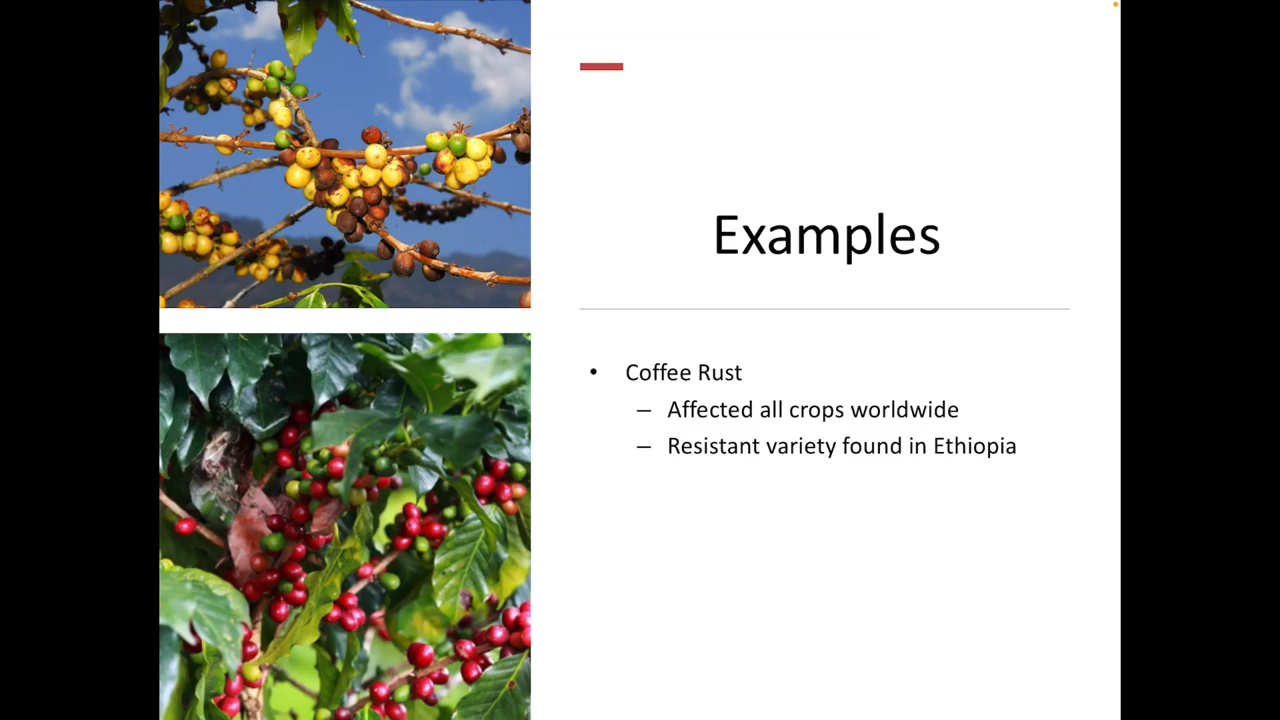 Examples
• Coffee Rust
– Affected all crops worldwide
– Resistant variety found in Ethiopia